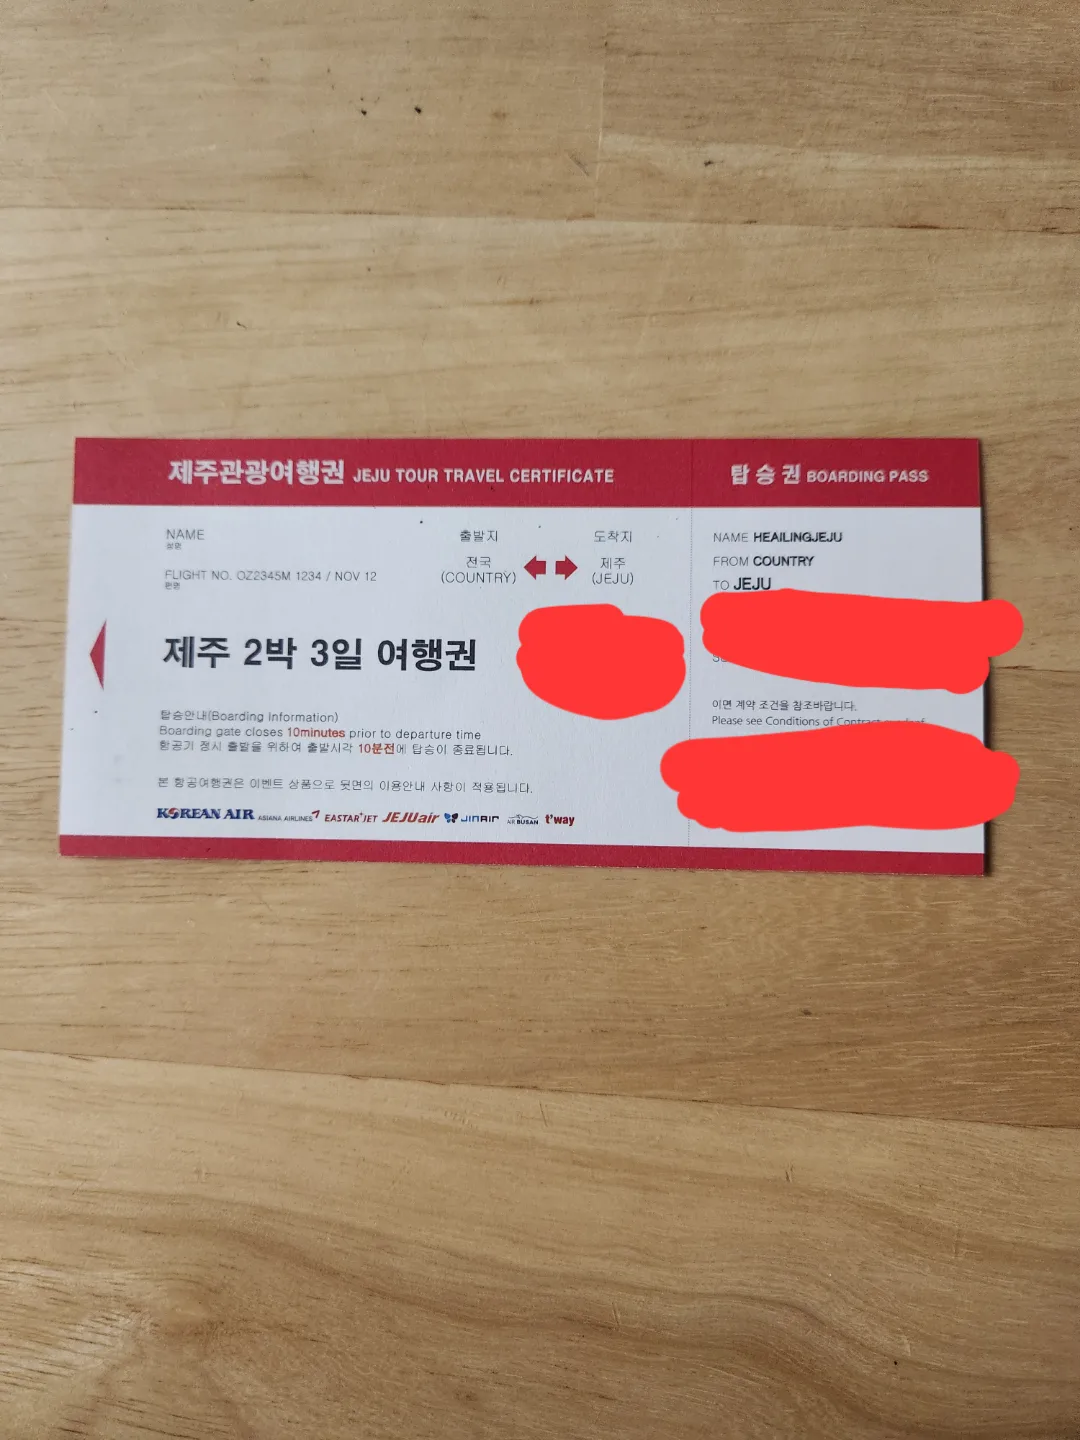 제주관광여행권 JEJU TOUR TRAVEL CERTIFICATE
NAME
성명
FLIGHT NO. OZ2345M 1234 / NOV 12
편명
출발지
전국
(COUNTRY)
도착지
제주
(JEJU)
제주 2박 3일 여행권
탑승안내(Boarding Information)
Boarding gate closes 10minutes prior to departure time
항공기 정시 출발을 위하여 출발시각 10분전에 탑승이 종료됩니다.
본 항공여행권은 이벤트 상품으로 뒷면의 이용안내 사항이 적용됩니다.
KOREAN AIR ASIANA AIRLINES EASTAR JET JEJUair JINAIR AIR BUSAN t'way
탑승권 BOARDING PASS
NAME HEAILINGJEJU
FROM COUNTRY
TO JEJU
이면 계약 조건을 참조바랍니다.
Please see Conditions of Contract